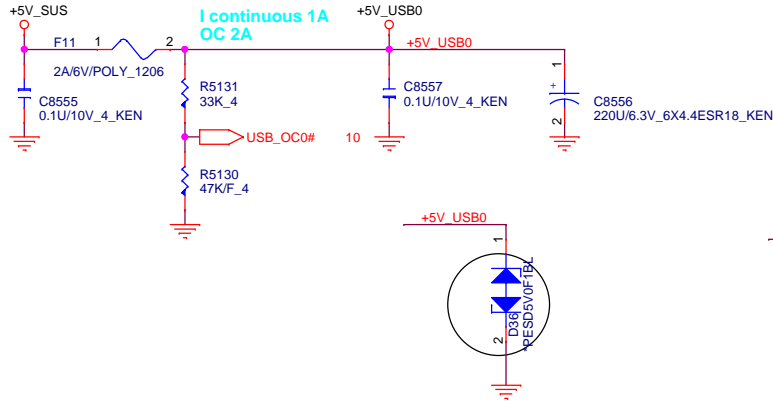 +5V_SUS
I continuous 1A
OC 2A
+5V_USB0
F11 1 2
+5V_USB0
2A/6V/POLY_1206
1
+
2
R5131
33K_4
C8555
0.1U/10V_4_KEN
C8557
0.1U/10V_4_KEN
C8556
220U/6.3V_6X4.4ESR18_KEN
USB_OC0# 10
R5130
47K/F_4
+5V_USB0
1
2
D36
*PESD5V0F1BL